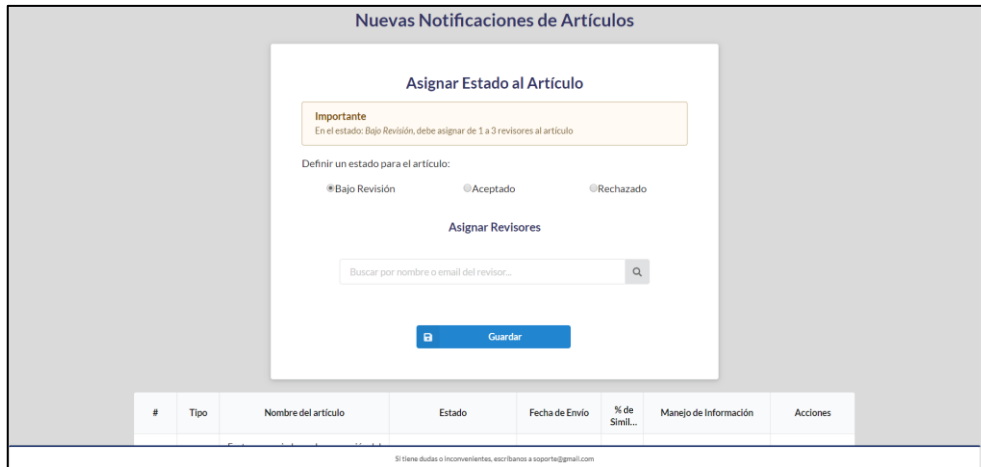 Nuevas Notificaciones de Artículos
Asignar Estado al Artículo
Importante
En el estado: Bajo Revisión, debe asignar de 1 a 3 revisores al artículo
Definir un estado para el artículo:
Bajo Revisión Aceptado Rechazado
Asignar Revisores
Buscar por nombre o email del revisor...
Guardar
# Tipo Nombre del artículo Estado Fecha de Envío % de Simil... Manejo de Información Acciones
Si tiene dudas o inconvenientes, escríbanos a soporte@gmail.com